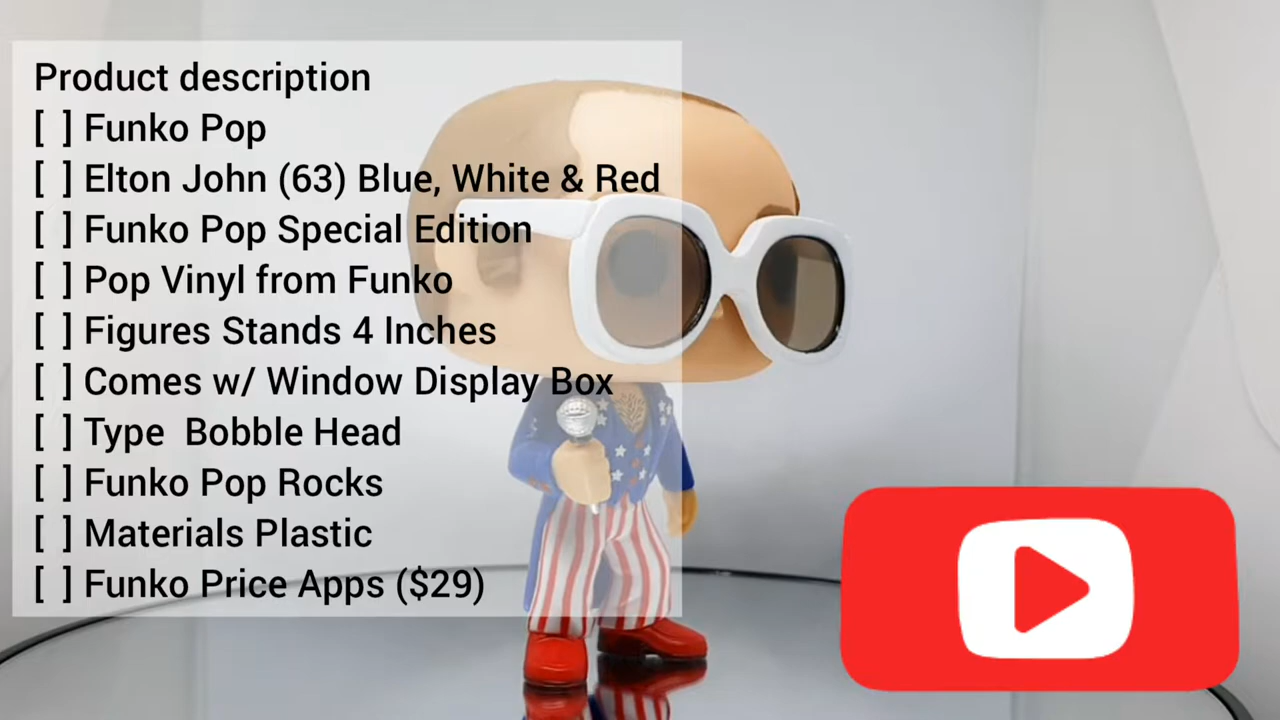 Product description
[ ] Funko Pop
[ ] Elton John (63) Blue, White & Red
[ ] Funko Pop Special Edition
[ ] Pop Vinyl from Funko
[ ] Figures Stands 4 Inches
[ ] Comes w/ Window Display Box
[ ] Type  Bobble Head
[ ] Funko Pop Rocks
[ ] Materials Plastic
[ ] Funko Price Apps ($29)